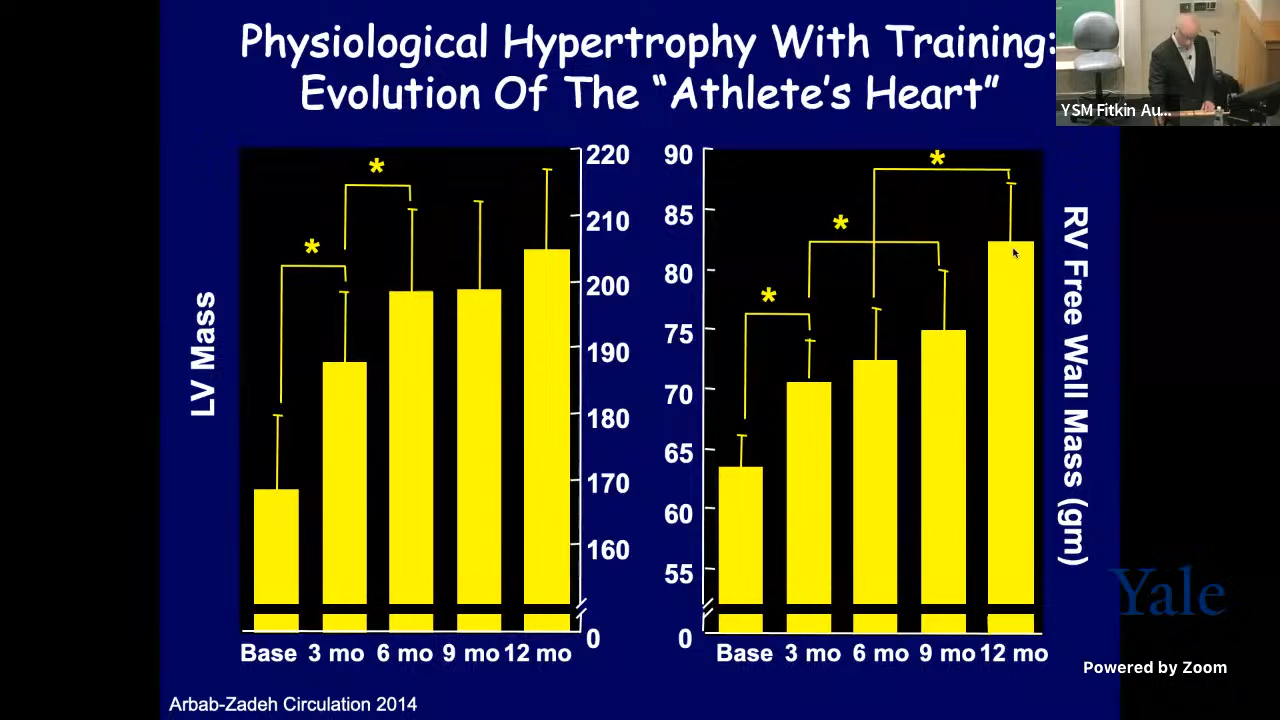 Physiological Hypertrophy With Training:
Evolution Of The “Athlete’s Heart”
YSM Fitkin Au...
LV Mass
*
*
220
210
200
190
180
170
160
0
Base 3 mo 6 mo 9 mo 12 mo
90
85
80
75
70
65
60
55
0
*
*
*
Base 3 mo 6 mo 9 mo 12 mo
RV Free Wall Mass (gm)
Yale
Powered by Zoom
Arbab-Zadeh Circulation 2014